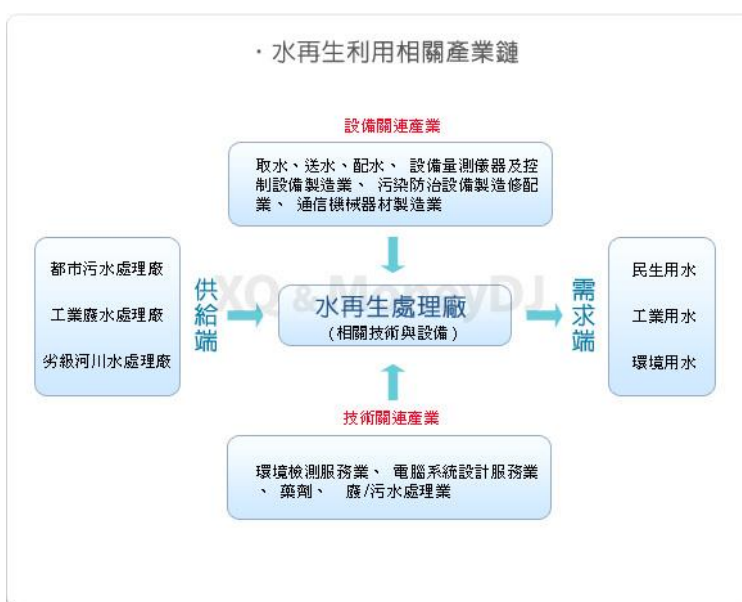 ・水再生利用相關產業鏈
設備關連產業
取水、送水、配水、 設備量測儀器及控
制設備製造業、 污染防治設備製造修配
業、 通信機械器材製造業
都市污水處理廠
工業廢水處理廠
劣級河川水處理廠
供給端
XQ & MoneyDJ
水再生處理廠
(相關技術與設備)
需求端
民生用水
工業用水
環境用水
技術關連產業
環境檢測服務業、 電腦系統設計服務業
、 藥劑、 廢/污水處理業